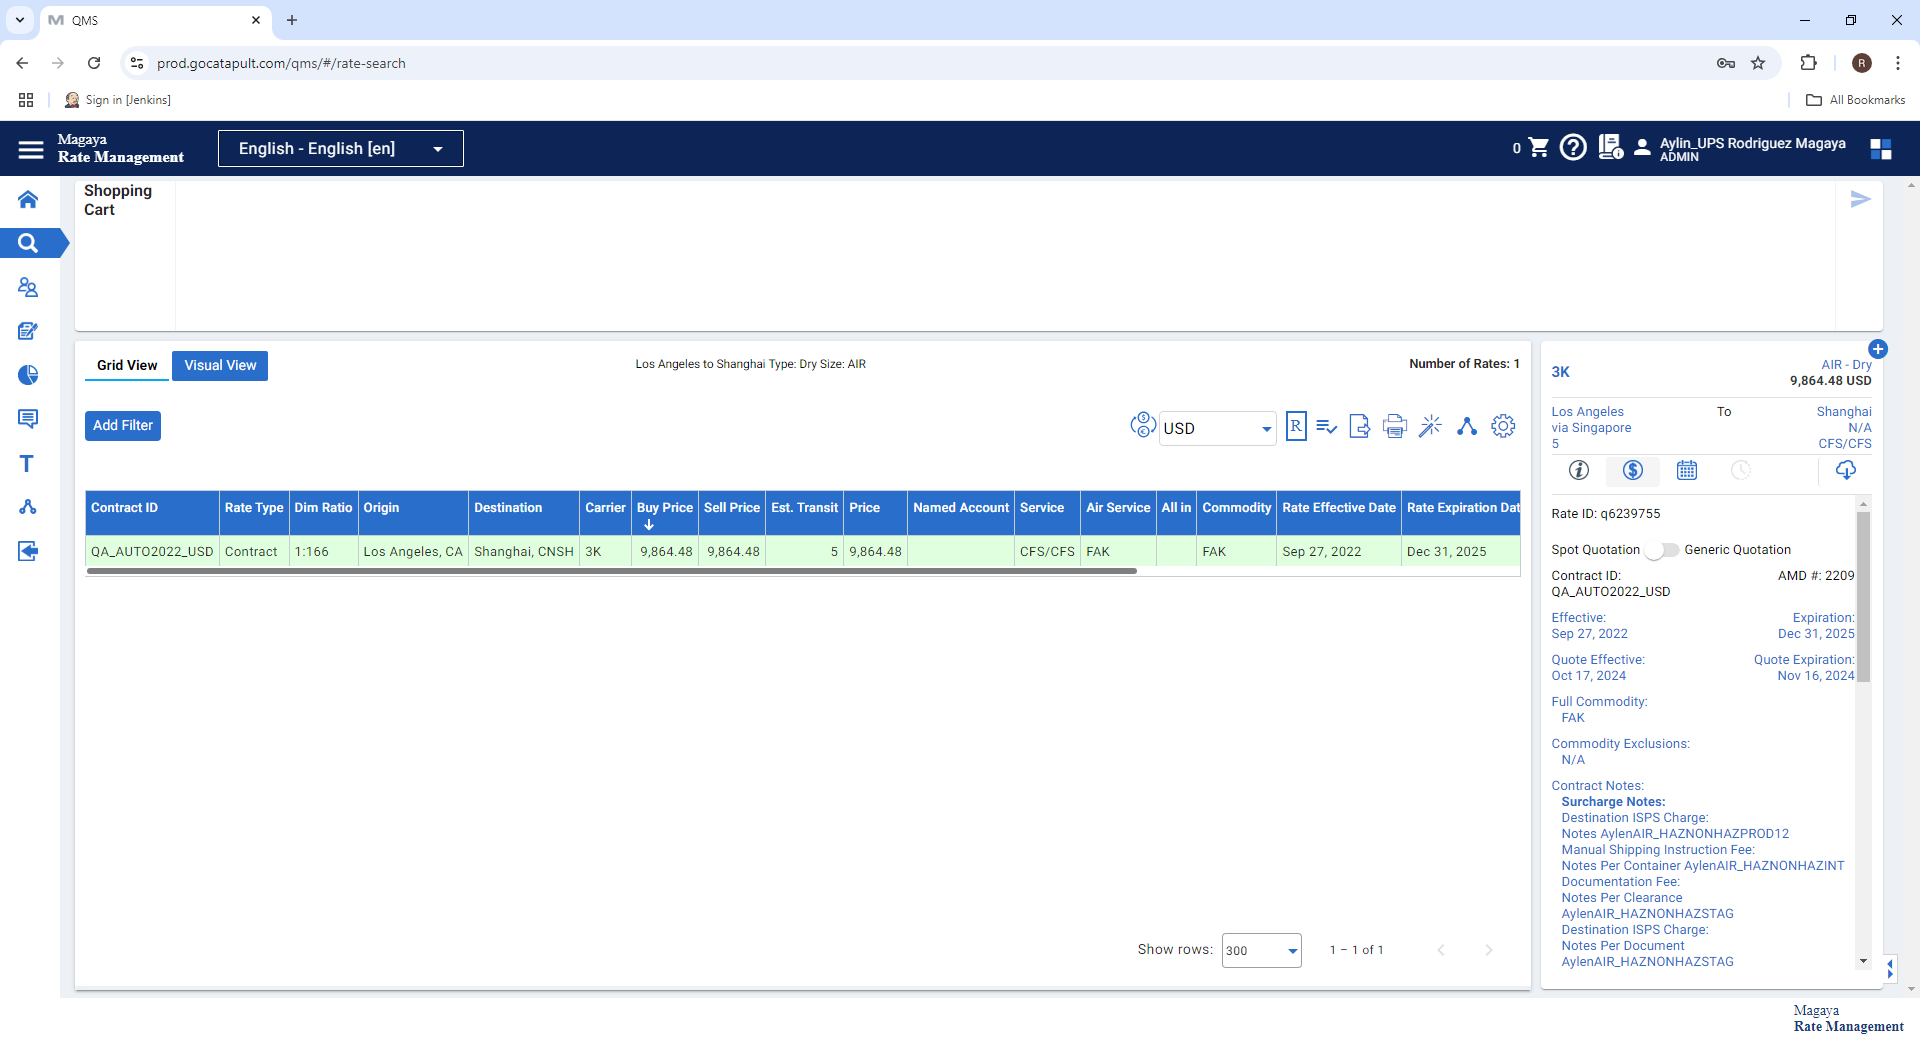 QMS
prod.gocatapult.com/qms/#/rate-search
R
Sign in [Jenkins]
All Bookmarks
Magaya
Rate Management
English - English [en]
0
Aylin_UPS Rodriguez Magaya
ADMIN
Shopping
Cart
Grid View
Visual View
Los Angeles to Shanghai Type: Dry Size: AIR
Number of Rates: 1
Add Filter
USD
R
Contract ID Rate Type Dim Ratio Origin Destination Carrier Buy Price Sell Price Est. Transit Price Named Account Service Air Service All in Commodity Rate Effective Date Rate Expiration Dat
QA_AUTO2022_USD Contract 1:166 Los Angeles, CA Shanghai, CNSH 3K 9,864.48 9,864.48 5 9,864.48 CFS/CFS FAK FAK Sep 27, 2022 Dec 31, 2025
Show rows: 300 1 – 1 of 1
3K
AIR - Dry
9,864.48 USD
Los Angeles To Shanghai
via Singapore N/A
5 CFS/CFS
Rate ID: q6239755
Spot Quotation Generic Quotation
Contract ID: AMD #: 2209
QA_AUTO2022_USD
Effective: Expiration:
Sep 27, 2022 Dec 31, 2025
Quote Effective: Quote Expiration:
Oct 17, 2024 Nov 16, 2024
Full Commodity:
FAK
Commodity Exclusions:
N/A
Contract Notes:
Surcharge Notes:
Destination ISPS Charge:
Notes AylenAIR_HAZNONHAZPROD12
Manual Shipping Instruction Fee:
Notes Per Container AylenAIR_HAZNONHAZINT
Documentation Fee:
Notes Per Clearance
AylenAIR_HAZNONHAZSTAG
Destination ISPS Charge:
Notes Per Document
AylenAIR_HAZNONHAZSTAG
Magaya
Rate Management